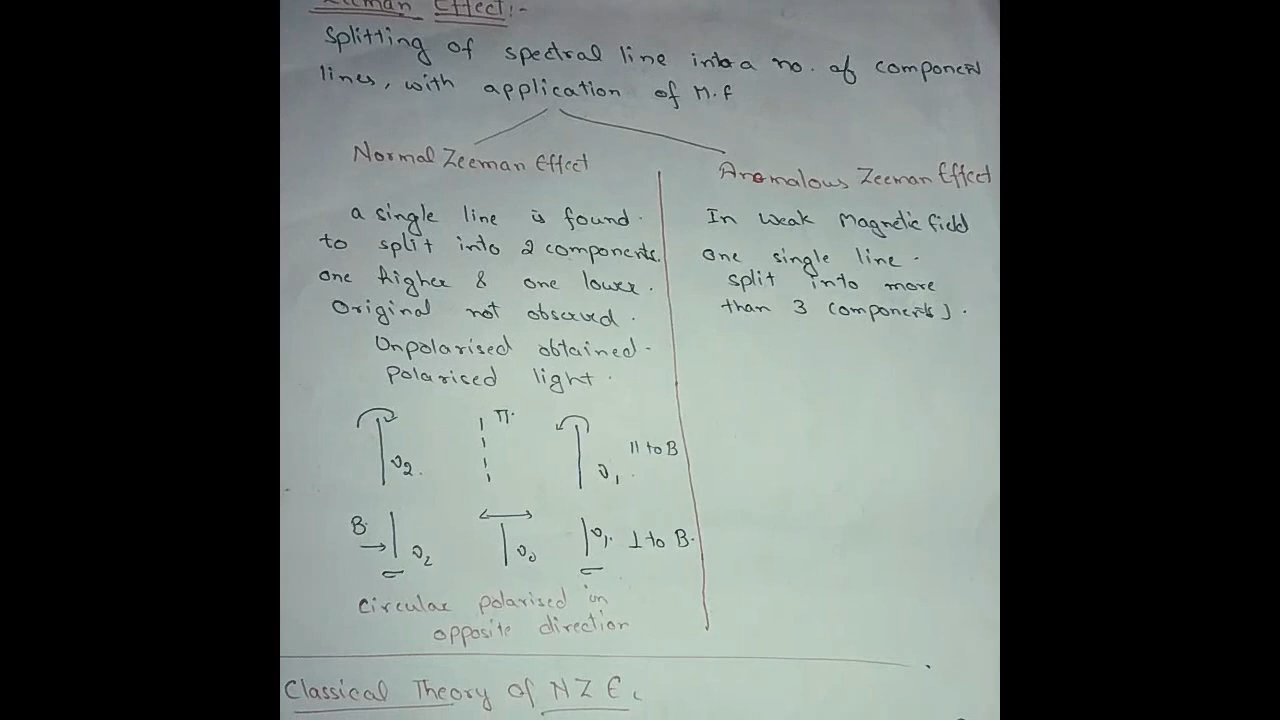 Zeeman Effect:-
Splitting of spectral line into a no. of component
lines, with application of M.F
Normal Zeeman Effect
a single line is found.
to split into 2 components.
one higher & one lower.
Original not observed.
Unpolarised obtained-
polarised light.
π.
ν2.
ν1.
11 to B
B.
ν2
ν0
ν1.
⊥ to B.
circular polarised in
opposite direction
Anomalous Zeeman Effect
In weak Magnetic field
one single line.
split into more
than 3 components).
Classical Theory of NZE.